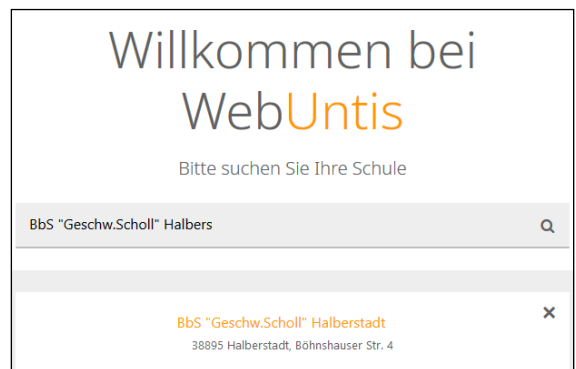 Willkommen bei
WebUntis
Bitte suchen Sie Ihre Schule
BbS "Geschw.Scholl" Halbers
BbS "Geschw.Scholl" Halberstadt
38895 Halberstadt, Böhnshauser Str. 4